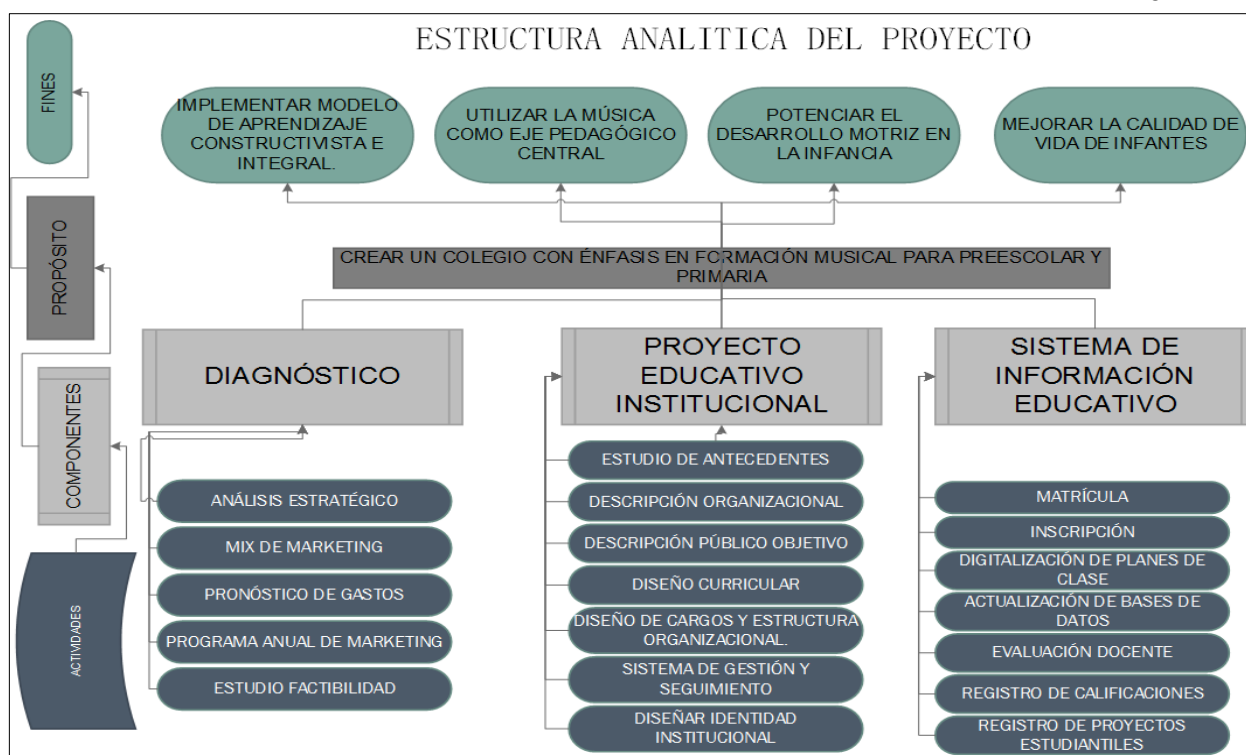 ESTRUCTURA ANALITICA DEL PROYECTO
FINES
IMPLEMENTAR MODELO
DE APRENDIZAJE
CONSTRUCTIVISTA E
INTEGRAL.
UTILIZAR LA MÚSICA
COMO EJE PEDAGÓGICO
CENTRAL
POTENCIAR EL
DESARROLLO MOTRIZ EN
LA INFANCIA
MEJORAR LA CALIDAD DE
VIDA DE INFANTES
PROPÓSITO
CREAR UN COLEGIO CON ÉNFASIS EN FORMACIÓN MUSICAL PARA PREESCOLAR Y
PRIMARIA
COMPONENTES
DIAGNÓSTICO
PROYECTO
EDUCATIVO
INSTITUCIONAL
SISTEMA DE
INFORMACIÓN
EDUCATIVO
ACTIVIDADES
ANÁLISIS ESTRATÉGICO
MIX DE MARKETING
PRONÓSTICO DE GASTOS
PROGRAMA ANUAL DE MARKETING
ESTUDIO FACTIBILIDAD
ESTUDIO DE ANTECEDENTES
DESCRIPCIÓN ORGANIZACIONAL
DESCRIPCIÓN PÚBLICO OBJETIVO
DISEÑO CURRICULAR
DISEÑO DE CARGOS Y ESTRUCTURA
ORGANIZACIONAL.
SISTEMA DE GESTIÓN Y
SEGUIMIENTO
DISEÑAR IDENTIDAD
INSTITUCIONAL
MATRÍCULA
INSCRIPCIÓN
DIGITALIZACIÓN DE PLANES DE
CLASE
ACTUALIZACIÓN DE BASES DE
DATOS
EVALUACIÓN DOCENTE
REGISTRO DE CALIFICACIONES
REGISTRO DE PROYECTOS
ESTUDIANTILES